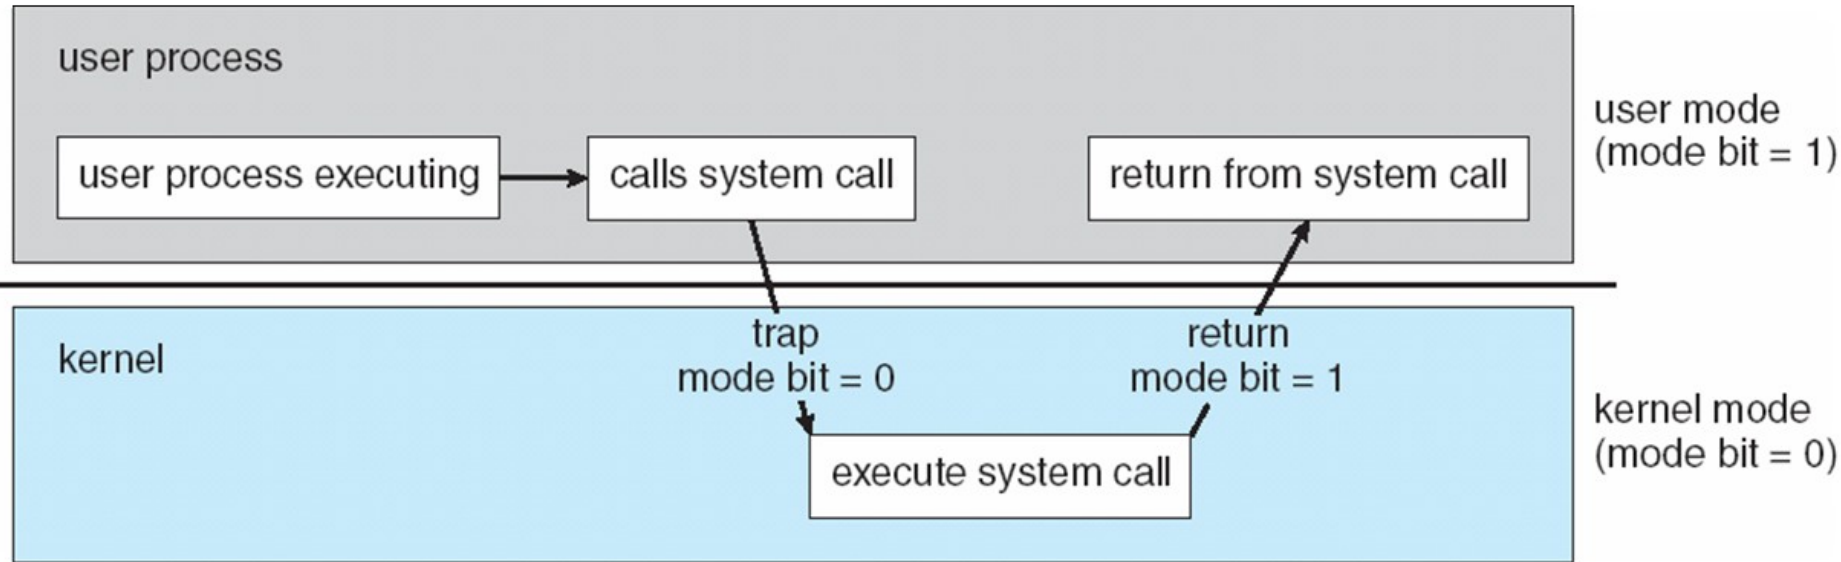 user process
user process executing
calls system call
return from system call
user mode
(mode bit = 1)
kernel
trap
mode bit = 0
return
mode bit = 1
execute system call
kernel mode
(mode bit = 0)